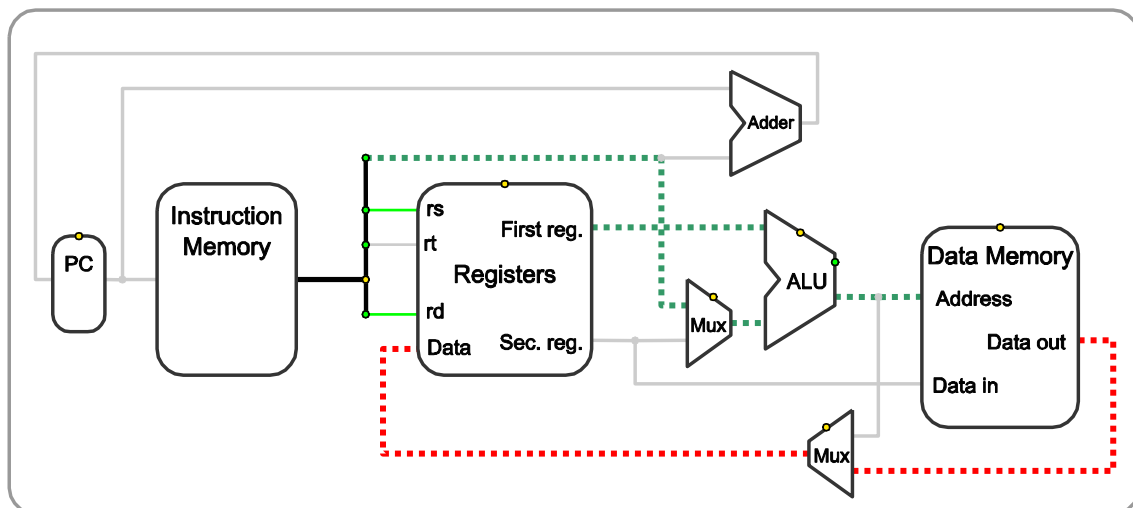 Adder
Instruction
Memory
PC
rs
rt
First reg.
Registers
rd
Data
Sec. reg.
Mux
ALU
Data Memory
Address
Data out
Data in
Mux